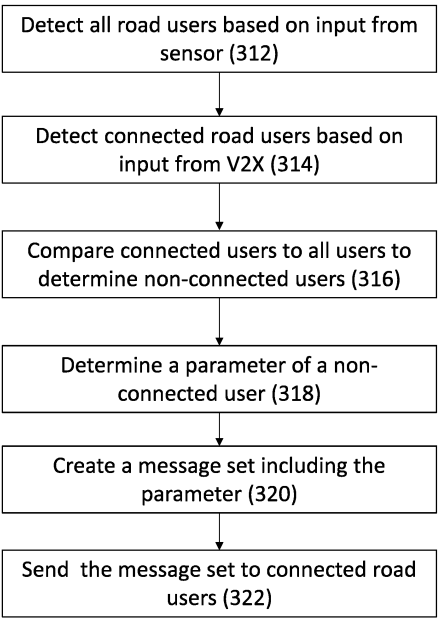 Detect all road users based on input from
sensor (312)
Detect connected road users based on
input from V2X (314)
Compare connected users to all users to
determine non-connected users (316)
Determine a parameter of a non-
connected user (318)
Create a message set including the
parameter (320)
Send  the message set to connected road
users (322)